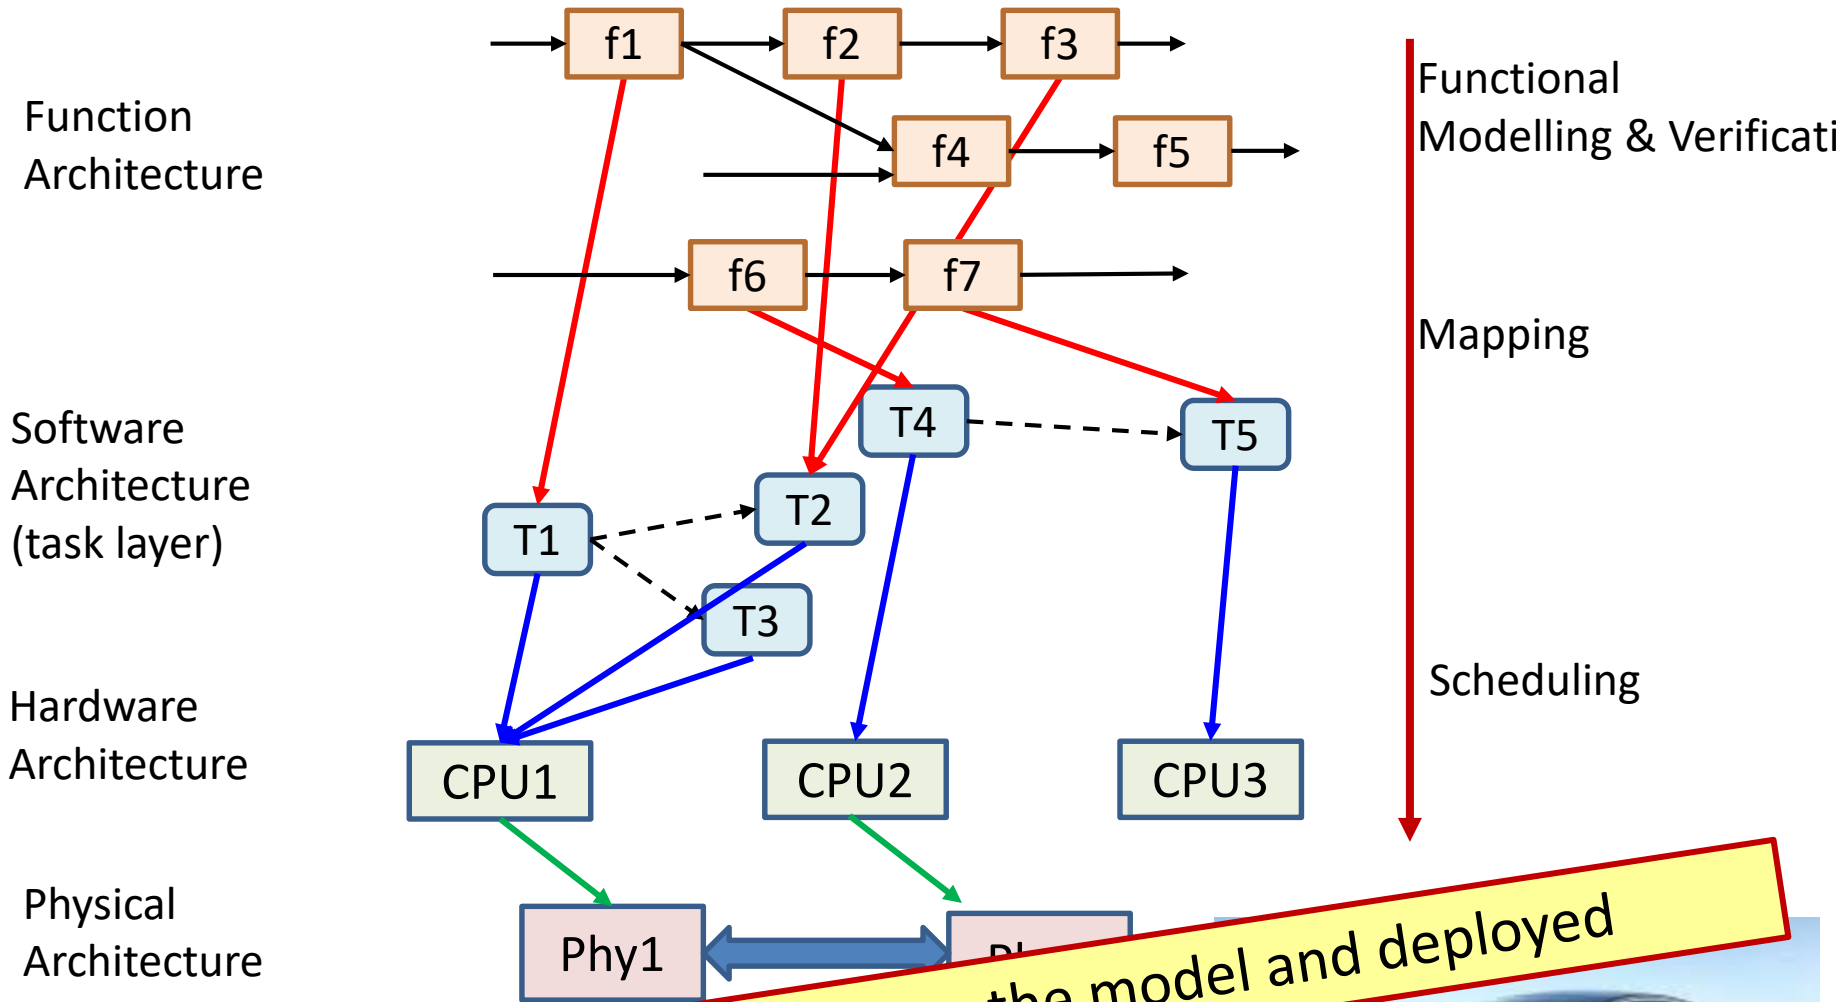 f1
f2
f3
Function
Architecture
Functional
Modelling & Verificati
f4
f5
f6
f7
Mapping
Software
Architecture
(task layer)
T4
T5
T2
T1
T3
Hardware
Architecture
Scheduling
CPU1
CPU2
CPU3
Physical
Architecture
Phy1
the model and deployed